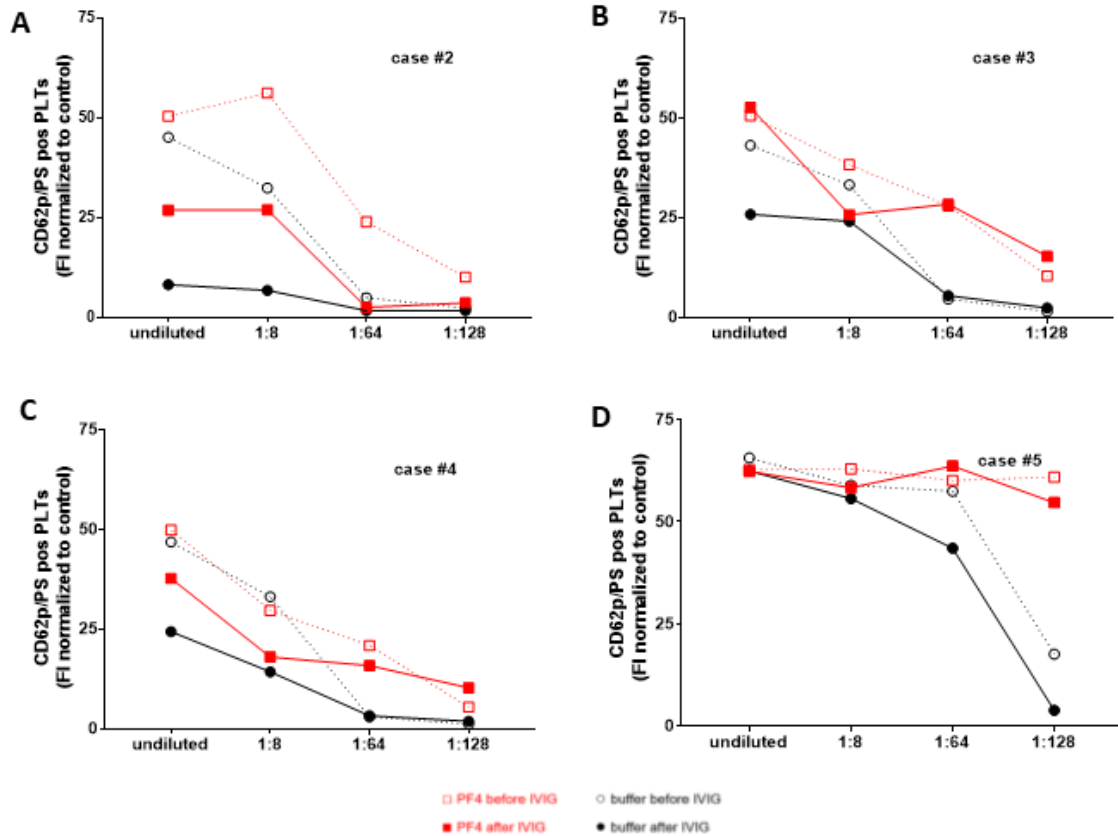 A
CD62p/PS pos PLTs
(FI normalized to control)
75
50
25
0
case #2
undiluted 1:8 1:64 1:128
B
CD62p/PS pos PLTs
(FI normalized to control)
75
50
25
0
case #3
undiluted 1:8 1:64 1:128
C
CD62p/PS pos PLTs
(FI normalized to control)
75
50
25
0
case #4
undiluted 1:8 1:64 1:128
D
CD62p/PS pos PLTs
(FI normalized to control)
75
50
25
0
case #5
undiluted 1:8 1:64 1:128
PF4 before IVIG buffer before IVIG
PF4 after IVIG buffer after IVIG